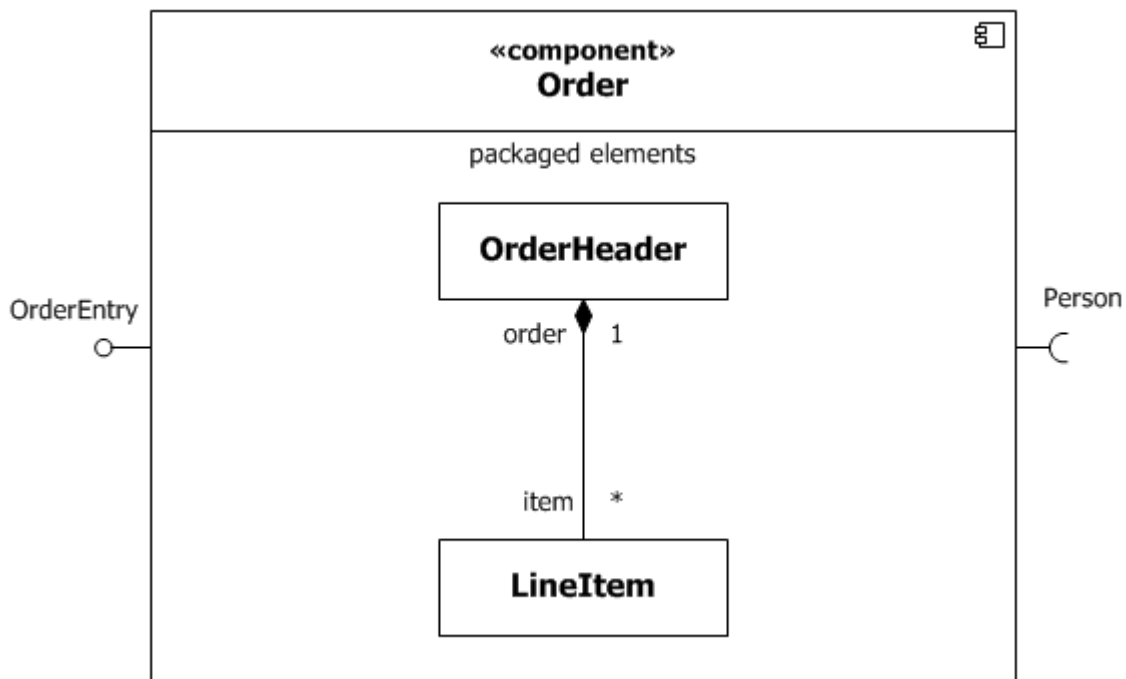 «component»
Order
packaged elements
OrderHeader
OrderEntry
Person
order 1
item *
LineItem